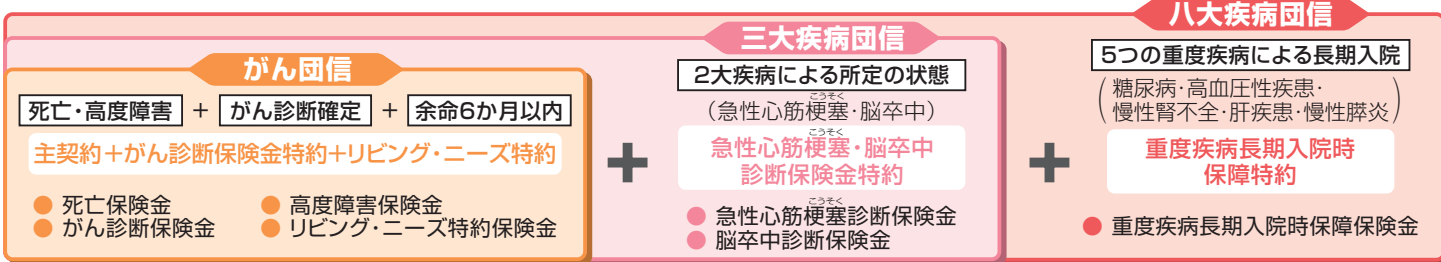 がん団信
死亡・高度障害 + がん診断確定 + 余命6か月以内
主契約+がん診断保険金特約+リビング・ニーズ特約
● 死亡保険金
● がん診断保険金
● 高度障害保険金
● リビング・ニーズ特約保険金
+
三大疾病団信
2大疾病による所定の状態
こうそく
(急性心筋梗塞・脳卒中)
こうそく
急性心筋梗塞・脳卒中
診断保険金特約
こうそく
● 急性心筋梗塞診断保険金
● 脳卒中診断保険金
+
八大疾病団信
5つの重度疾病による長期入院
(糖尿病・高血圧性疾患・
慢性腎不全・肝疾患・慢性膵炎)
重度疾病長期入院時
保障特約
● 重度疾病長期入院時保障保険金